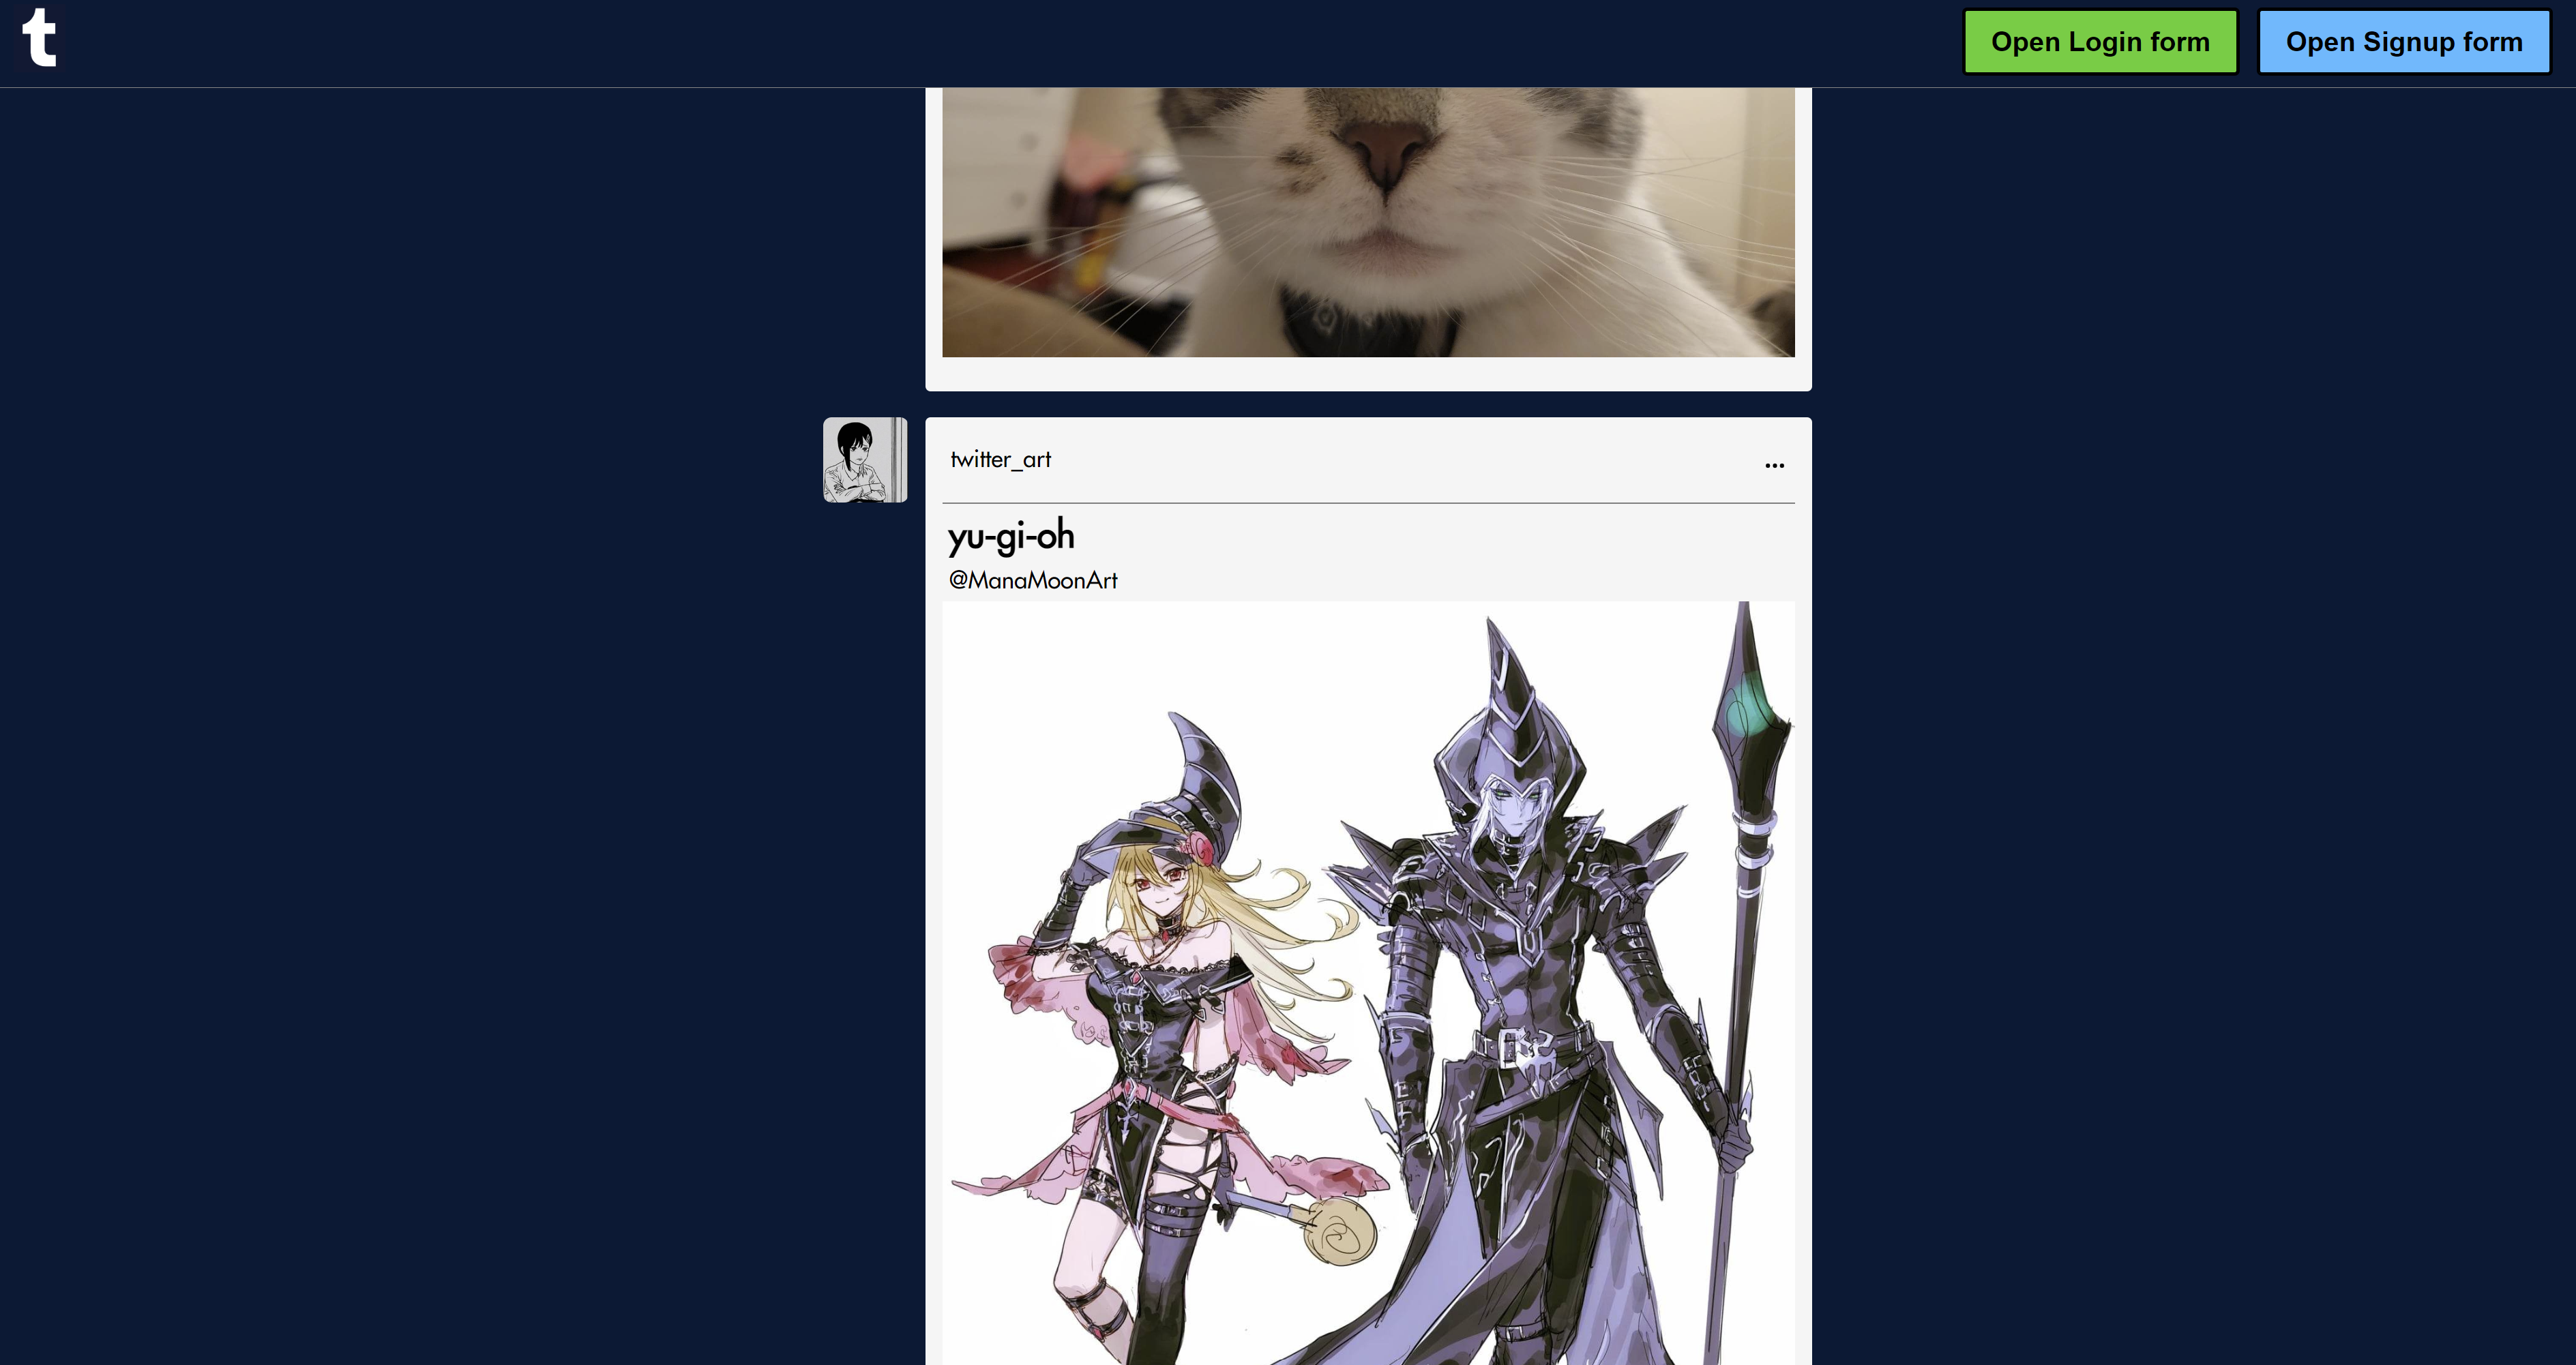 t
Open Login form
Open Signup form
twitter_art
...
yu-gi-oh
@ManaMoonArt